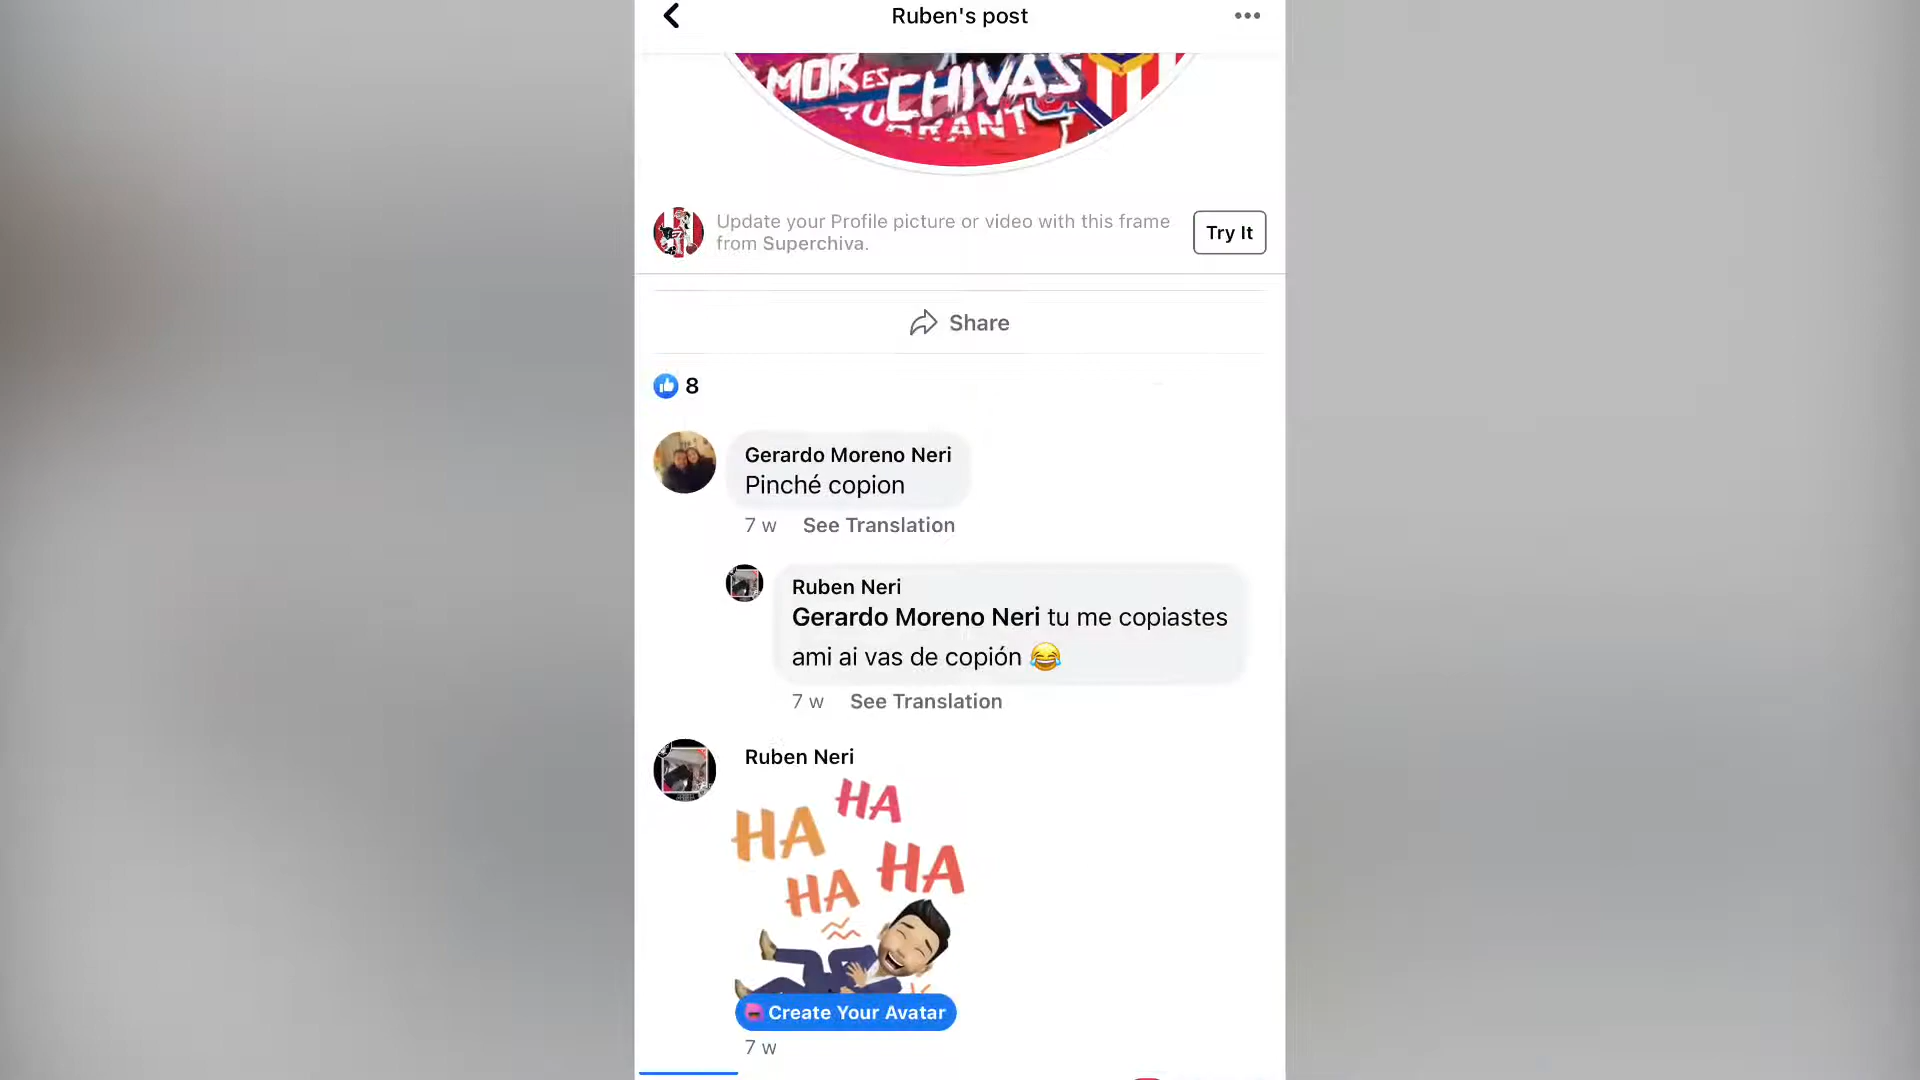 Ruben's post
MOR ES CHIVAS
Update your Profile picture or video with this frame
from Superchiva.
Try It
Share
8
Gerardo Moreno Neri
Pinché copion
7 w See Translation
Ruben Neri
Gerardo Moreno Neri tu me copiastes
ami ai vas de copión 😂
7 w See Translation
Ruben Neri
HA
HA
HA
HA
Create Your Avatar
7 w